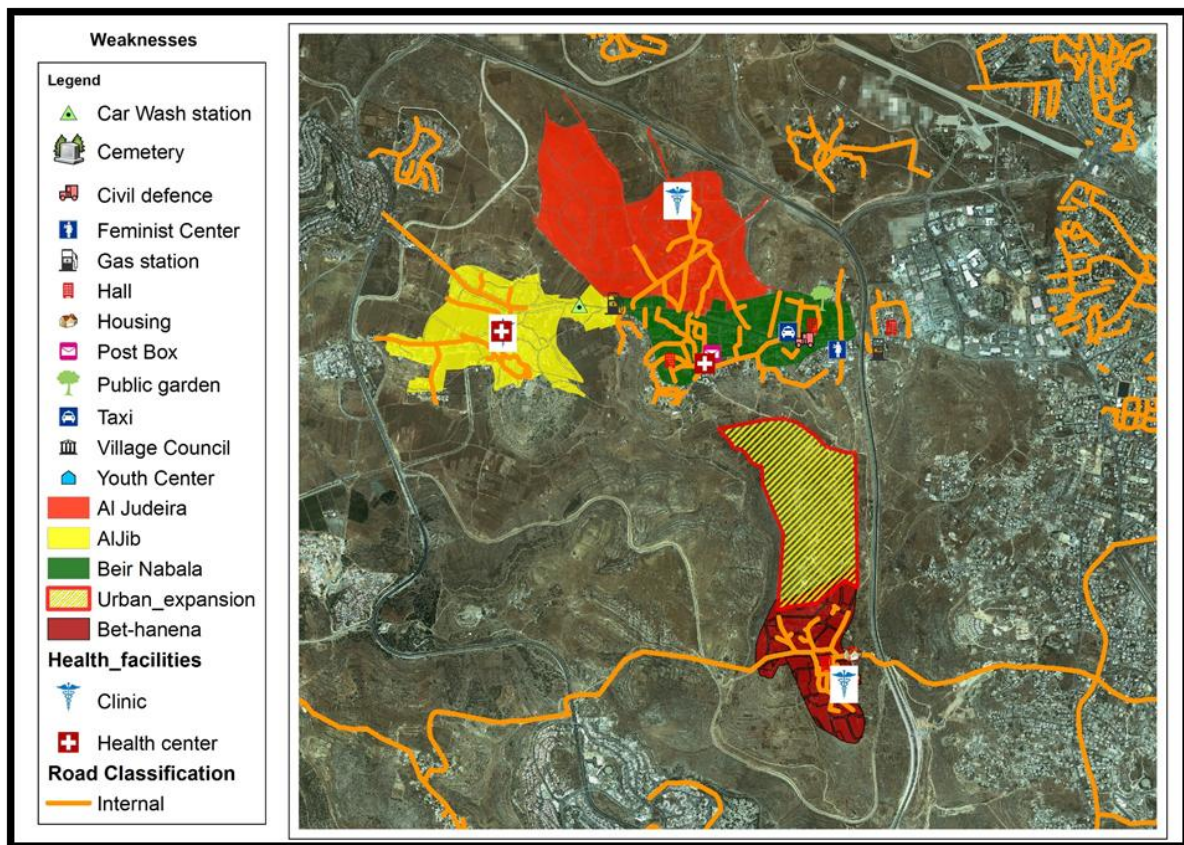 Weaknesses
Legend
Car Wash station
Cemetery
Civil defence
Feminist Center
Gas station
Hall
Housing
Post Box
Public garden
Taxi
Village Council
Youth Center
Al Judeira
AlJib
Beir Nabala
Urban_expansion
Bet-hanena
Health_facilities
Clinic
Health center
Road Classification
Internal